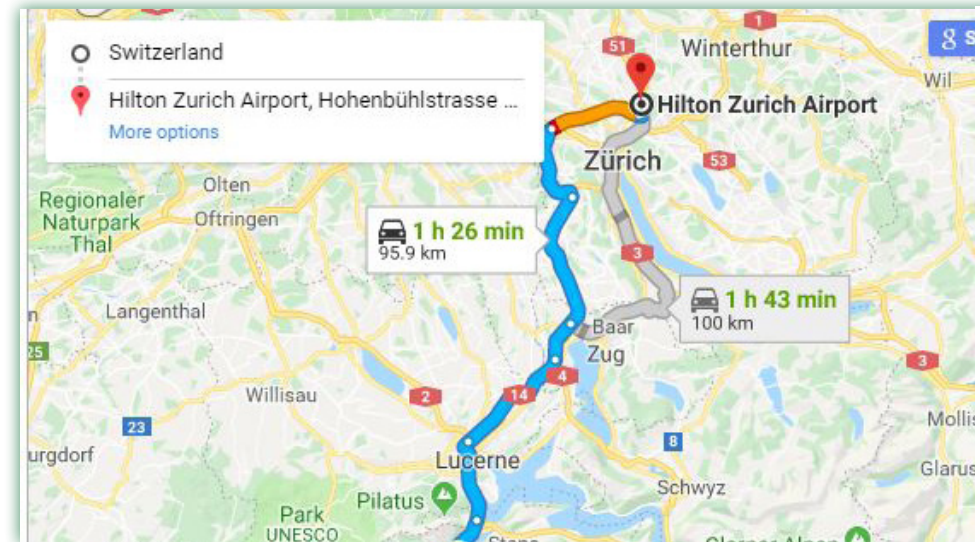 Switzerland
Hilton Zurich Airport, Hohenbühlstrasse ...
More options
1
51
Winterthur
Wil
Hilton Zurich Airport
Zürich
53
Olten
Regionaler
Naturpark
Thal
Oftringen
1 h 26 min
95.9 km
3
1 h 43 min
100 km
Langenthal
Baar
Zug
25
3
4
Willisau
2
14
23
8
urgdorf
Lucerne
Schwyz
Glarus
Pilatus
Park
UNESCO